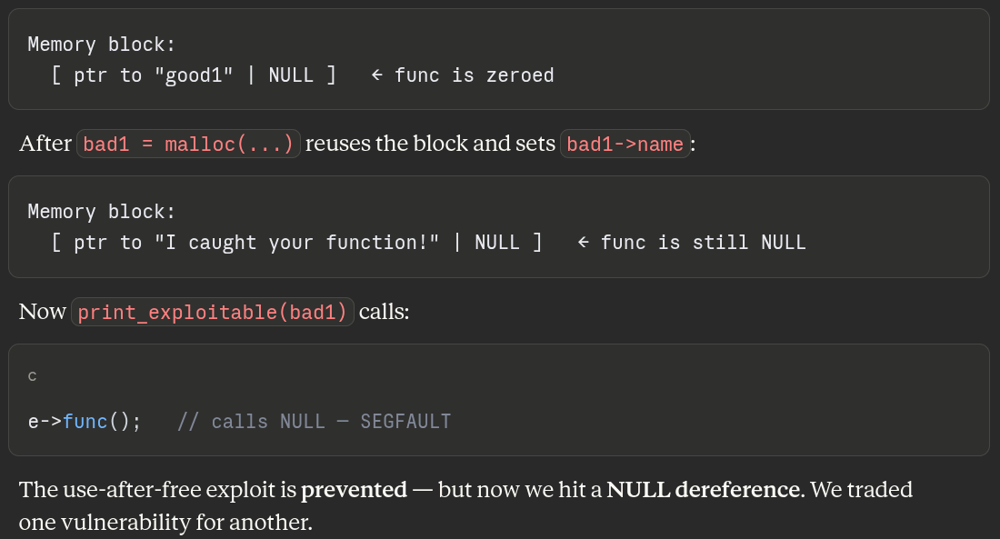 Memory block:
[ ptr to "good1" | NULL ]   ← func is zeroed
After bad1 = malloc(...) reuses the block and sets bad1->name:
Memory block:
[ ptr to "I caught your function!" | NULL ]   ← func is still NULL
Now print_exploitable(bad1) calls:
c
e->func();   // calls NULL — SEGFAULT
The use-after-free exploit is prevented — but now we hit a NULL dereference. We traded
one vulnerability for another.